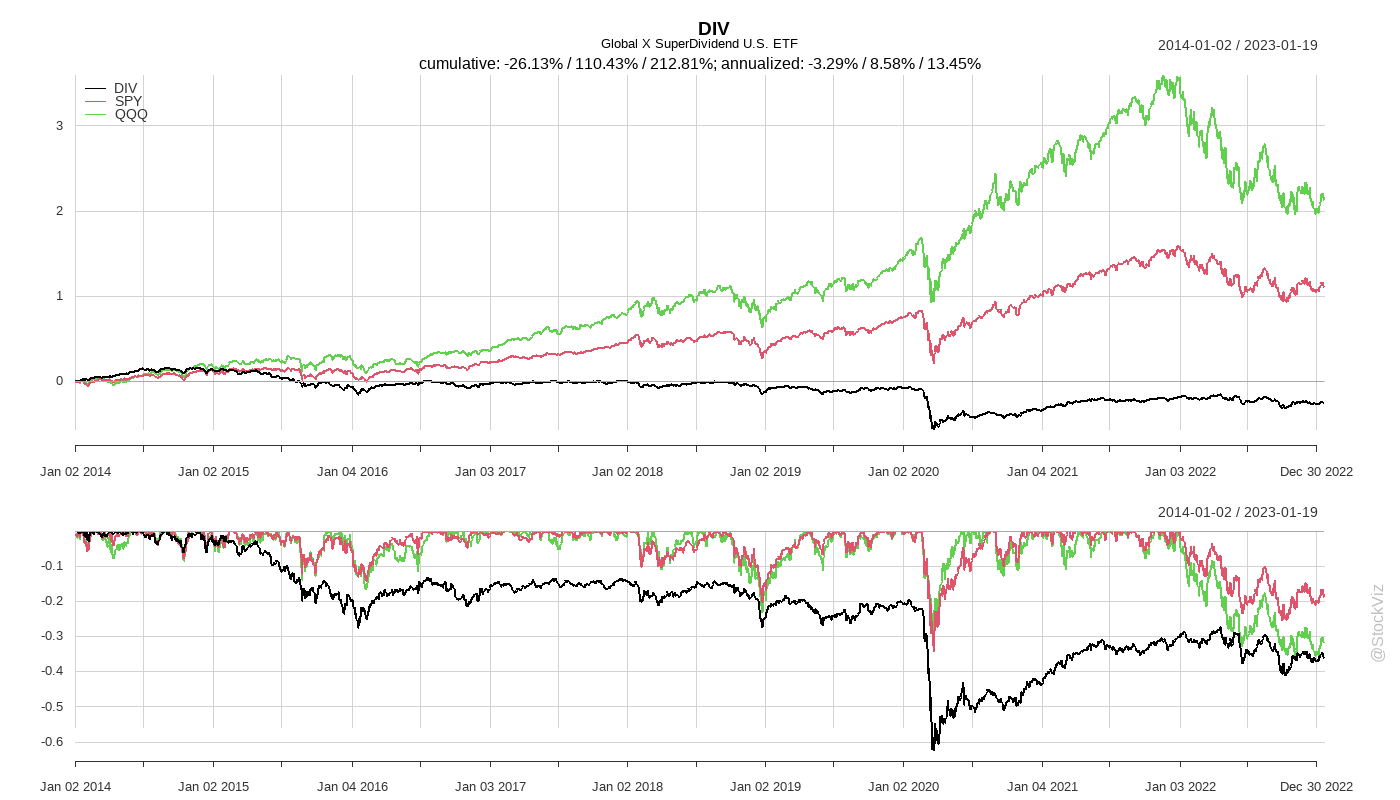 DIV
Global X SuperDividend U.S. ETF
2014-01-02 / 2023-01-19
cumulative: -26.13% / 110.43% / 212.81%; annualized: -3.29% / 8.58% / 13.45%
DIV
SPY
QQQ
3
2
1
0
Jan 02 2014 Jan 02 2015 Jan 04 2016 Jan 03 2017 Jan 02 2018 Jan 02 2019 Jan 02 2020 Jan 04 2021 Jan 03 2022 Dec 30 2022
2014-01-02 / 2023-01-19
-0.1
-0.2
-0.3
-0.4
-0.5
-0.6
Jan 02 2014 Jan 02 2015 Jan 04 2016 Jan 03 2017 Jan 02 2018 Jan 02 2019 Jan 02 2020 Jan 04 2021 Jan 03 2022 Dec 30 2022
@StockViz